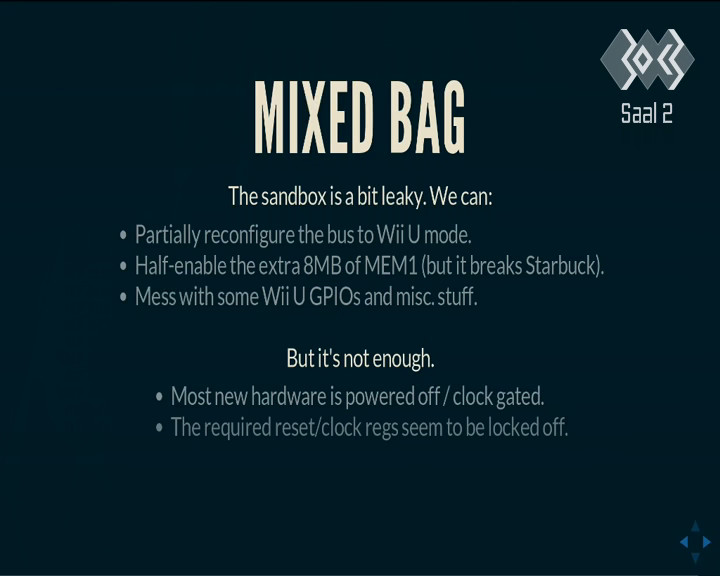 Saal 2
MIXED BAG
The sandbox is a bit leaky. We can:
• Partially reconfigure the bus to Wii U mode.
• Half-enable the extra 8MB of MEM1 (but it breaks Starbuck).
• Mess with some Wii U GPIOs and misc. stuff.
But it's not enough.
• Most new hardware is powered off / clock gated.
• The required reset/clock regs seem to be locked off.